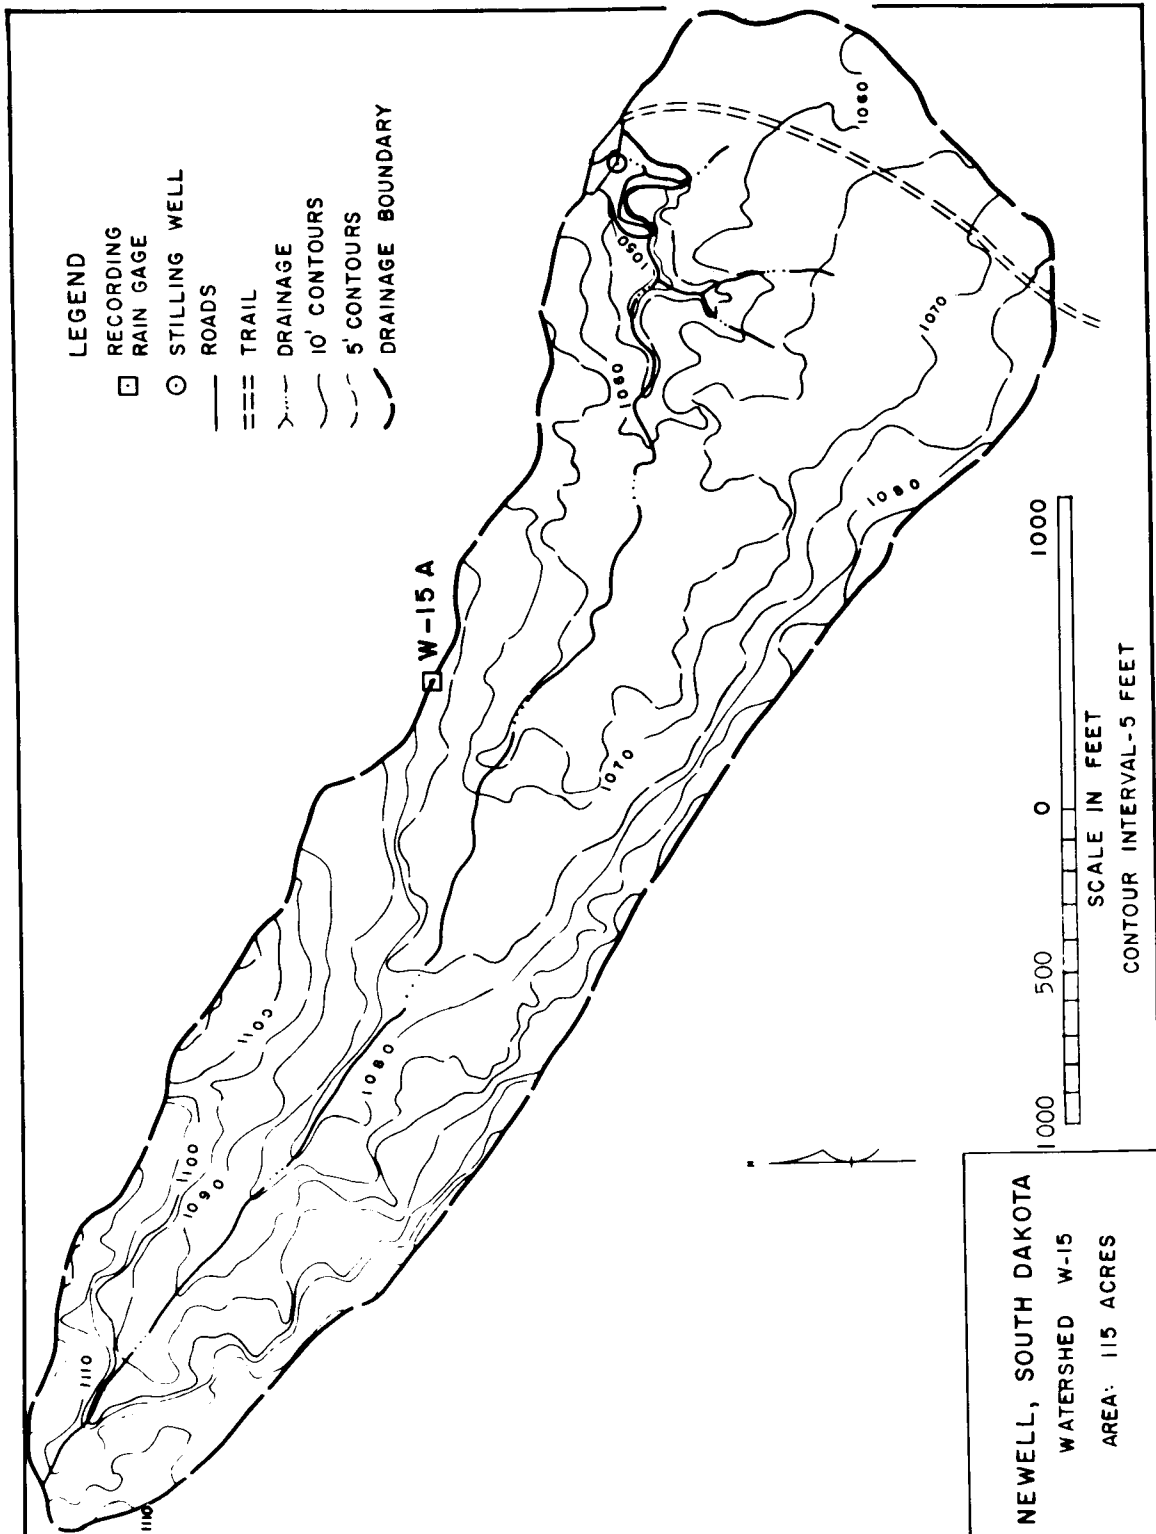 LEGEND
RECORDING
RAIN GAGE
STILLING WELL
ROADS
TRAIL
DRAINAGE
10' CONTOURS
5' CONTOURS
DRAINAGE BOUNDARY
W-15A
1060
1050
1060
1070
1080
1070
1100
1080
1100
1090
1110
1110
1000 500 0 1000
SCALE IN FEET
CONTOUR INTERVAL-5 FEET
N
NEWELL, SOUTH DAKOTA
WATERSHED W-15
AREA: 115 ACRES